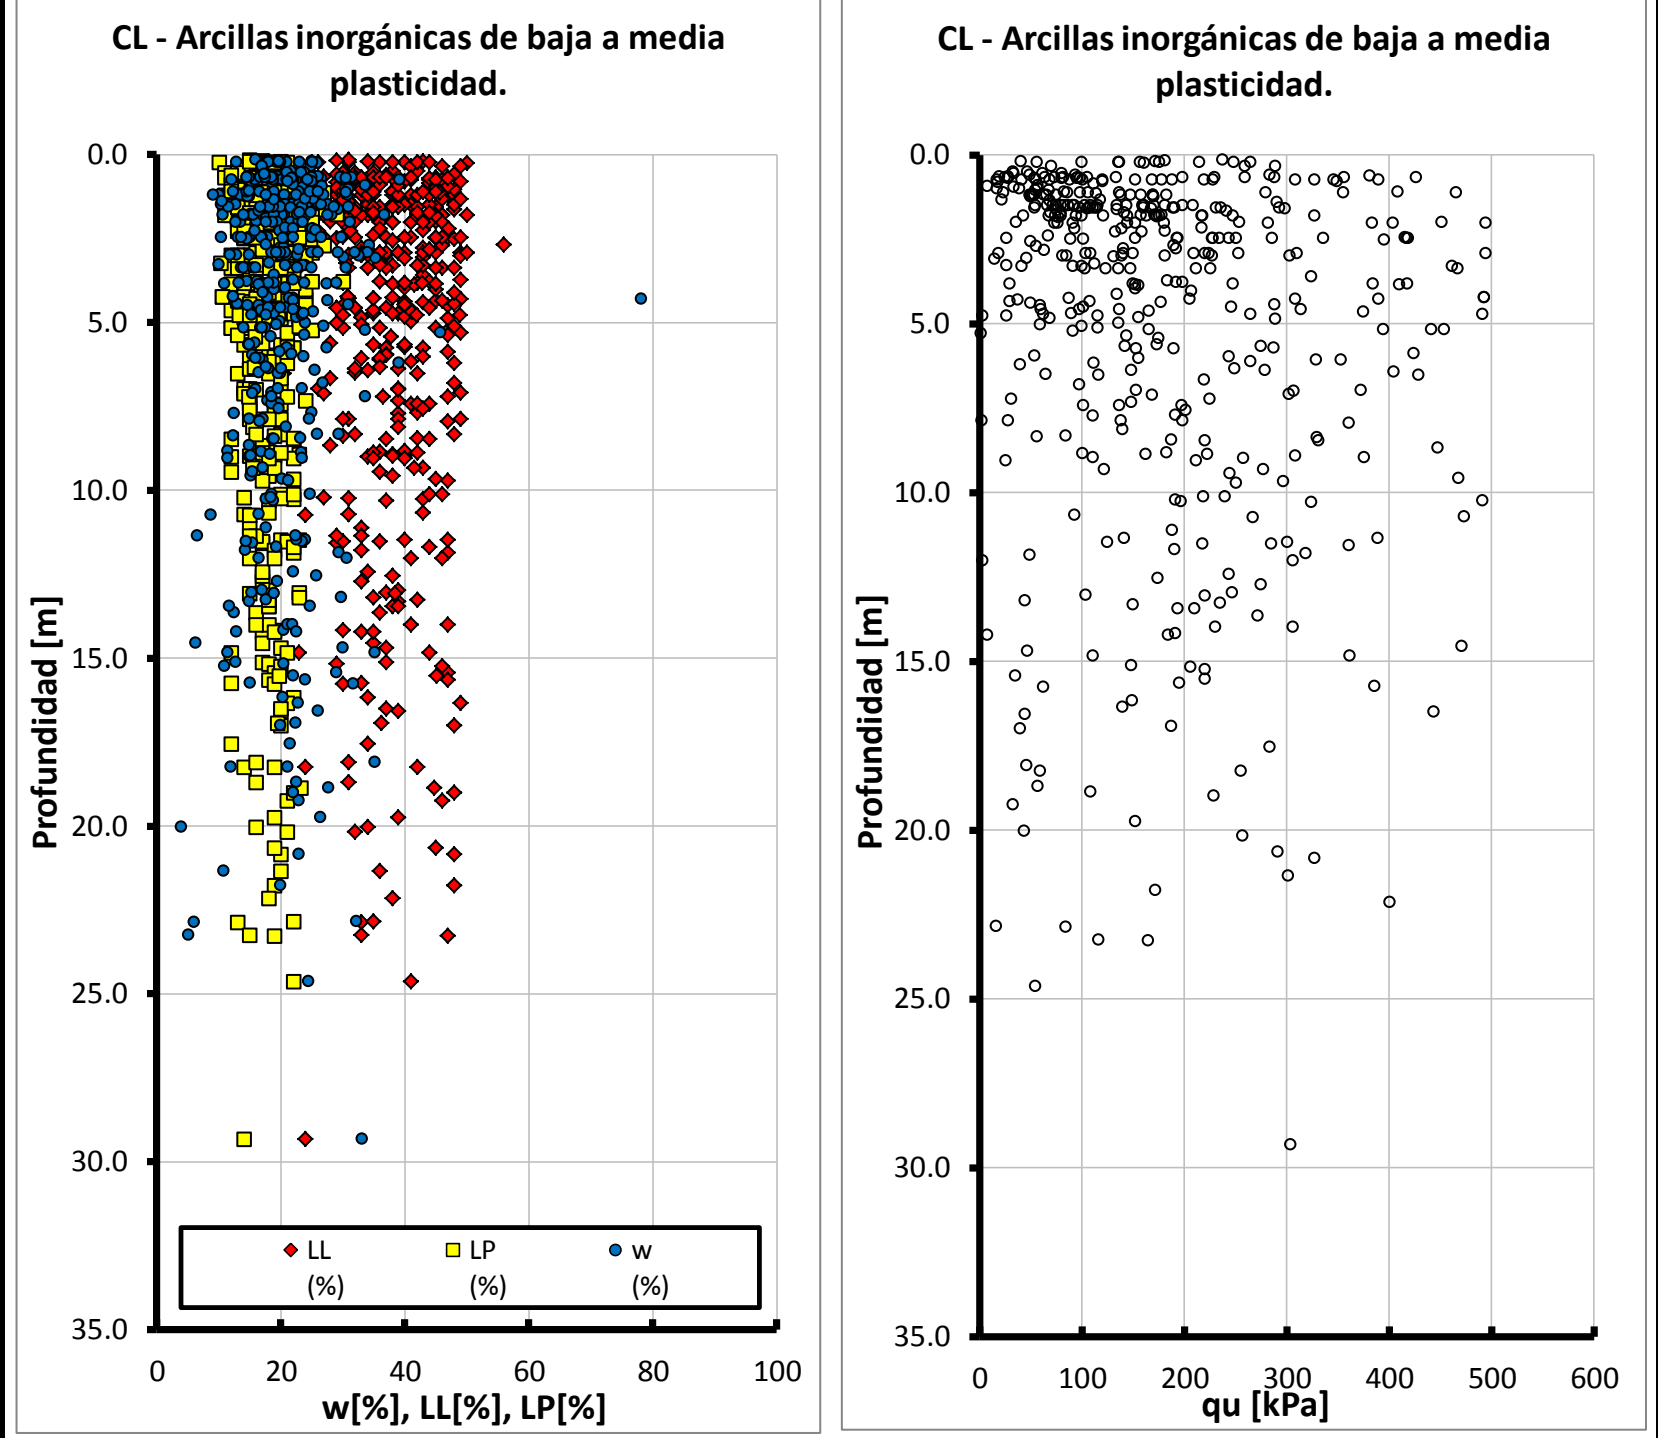 CL - Arcillas inorgánicas de baja a media
plasticidad.
0.0
5.0
10.0
15.0
20.0
25.0
30.0
35.0
Profundidad [m]
LL
(%)
LP
(%)
w
(%)
0 20 40 60 80 100
w[%], LL[%], LP[%]
CL - Arcillas inorgánicas de baja a media
plasticidad.
0.0
5.0
10.0
15.0
20.0
25.0
30.0
35.0
Profundidad [m]
0 100 200 300 400 500 600
qu [kPa]